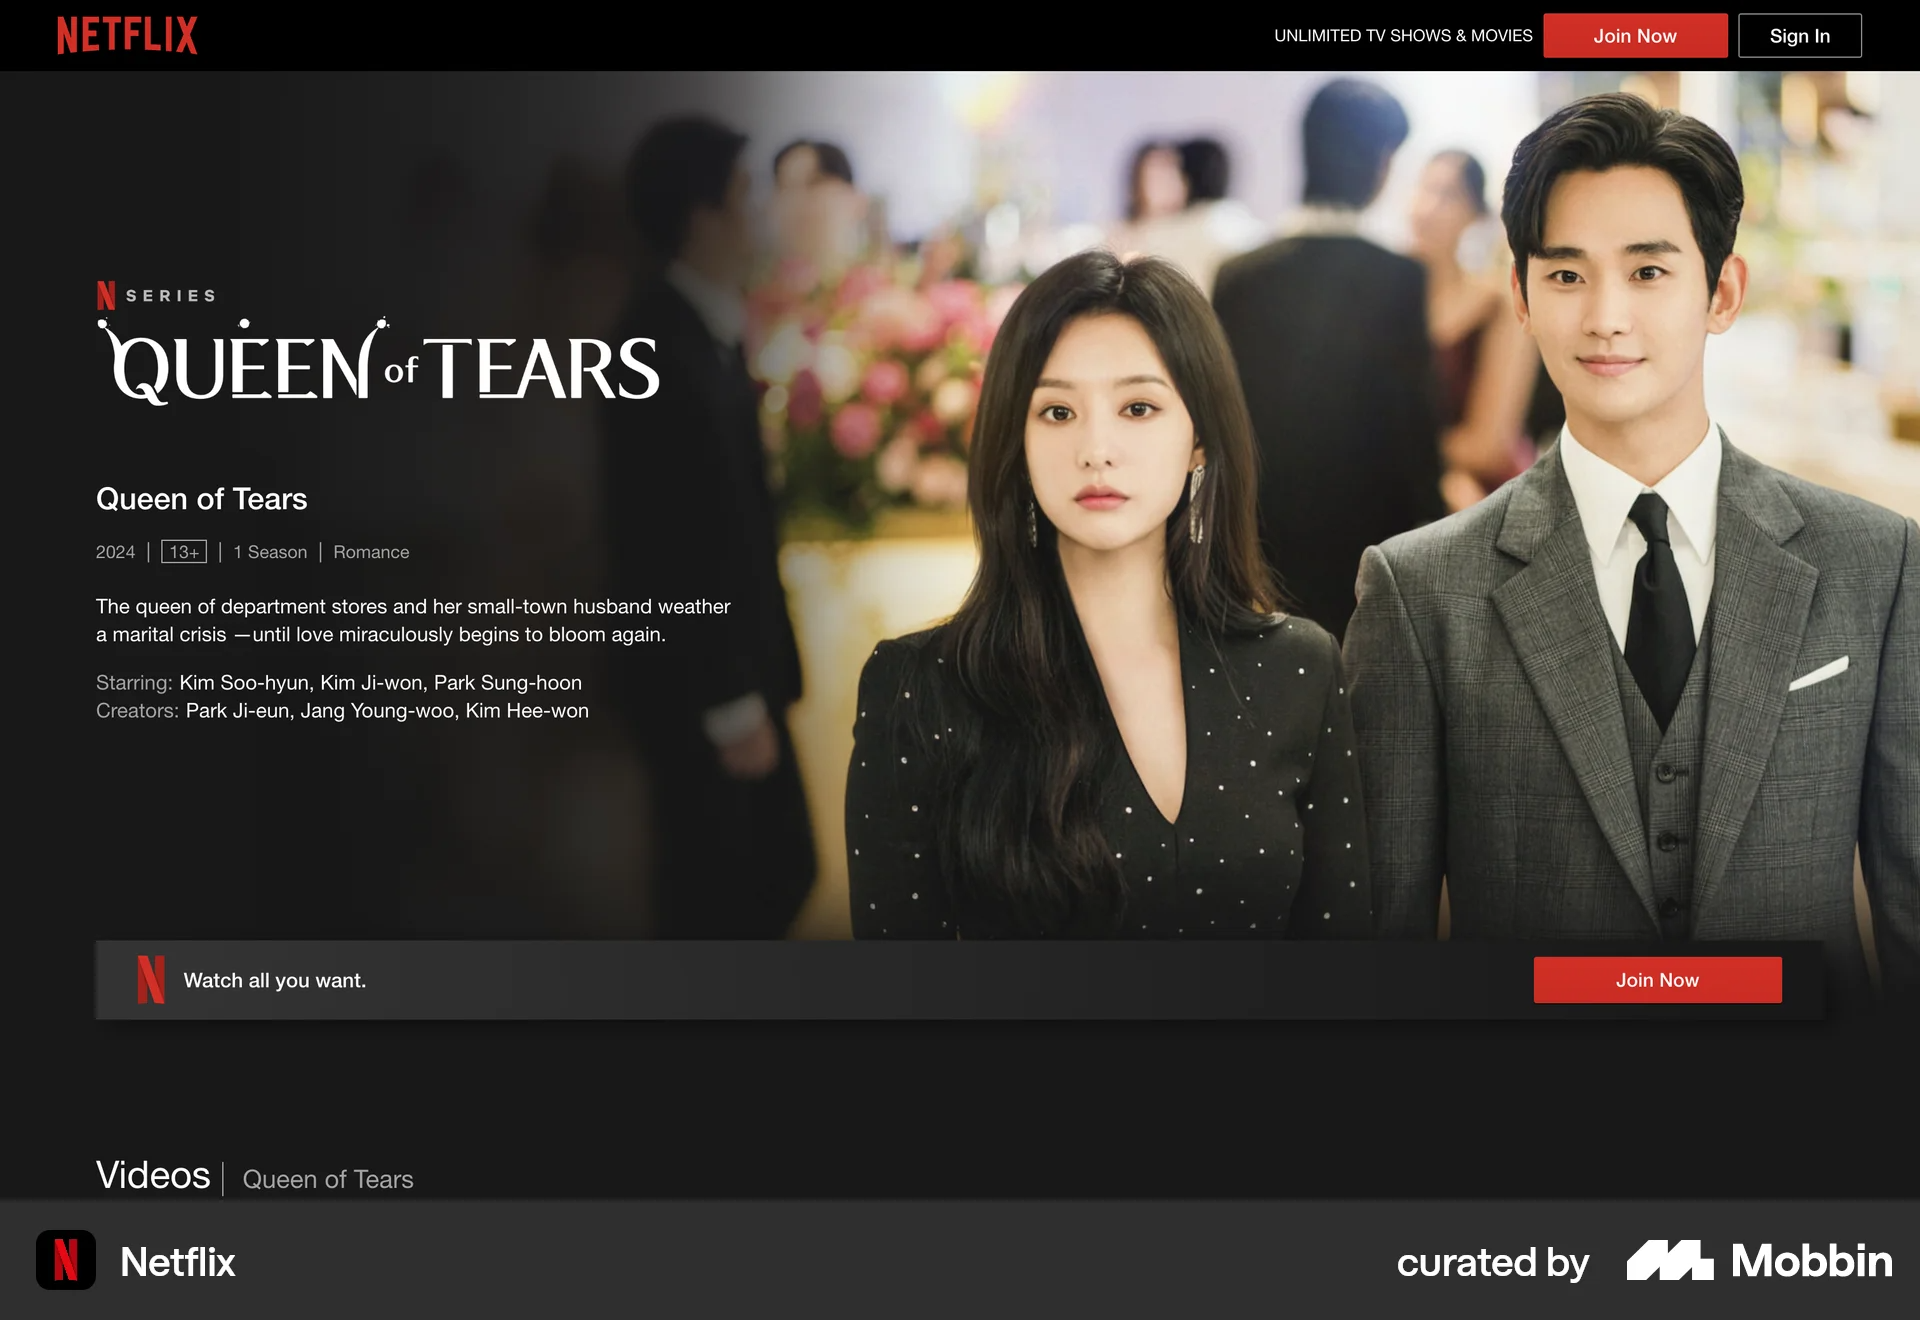 NETFLIX
UNLIMITED TV SHOWS & MOVIES
Join Now
Sign In
N SERIES
QUEEN of TEARS
Queen of Tears
2024 | 13+ | 1 Season | Romance
The queen of department stores and her small-town husband weather
a marital crisis —until love miraculously begins to bloom again.
Starring: Kim Soo-hyun, Kim Ji-won, Park Sung-hoon
Creators: Park Ji-eun, Jang Young-woo, Kim Hee-won
N Watch all you want.
Join Now
Videos | Queen of Tears
N Netflix
curated by Mobbin